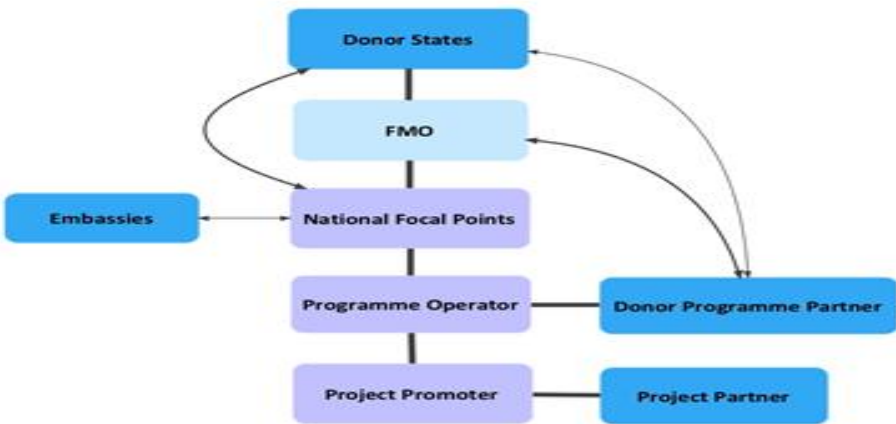 Donor States
FMO
Embassies
National Focal Points
Programme Operator
Donor Programme Partner
Project Promoter
Project Partner